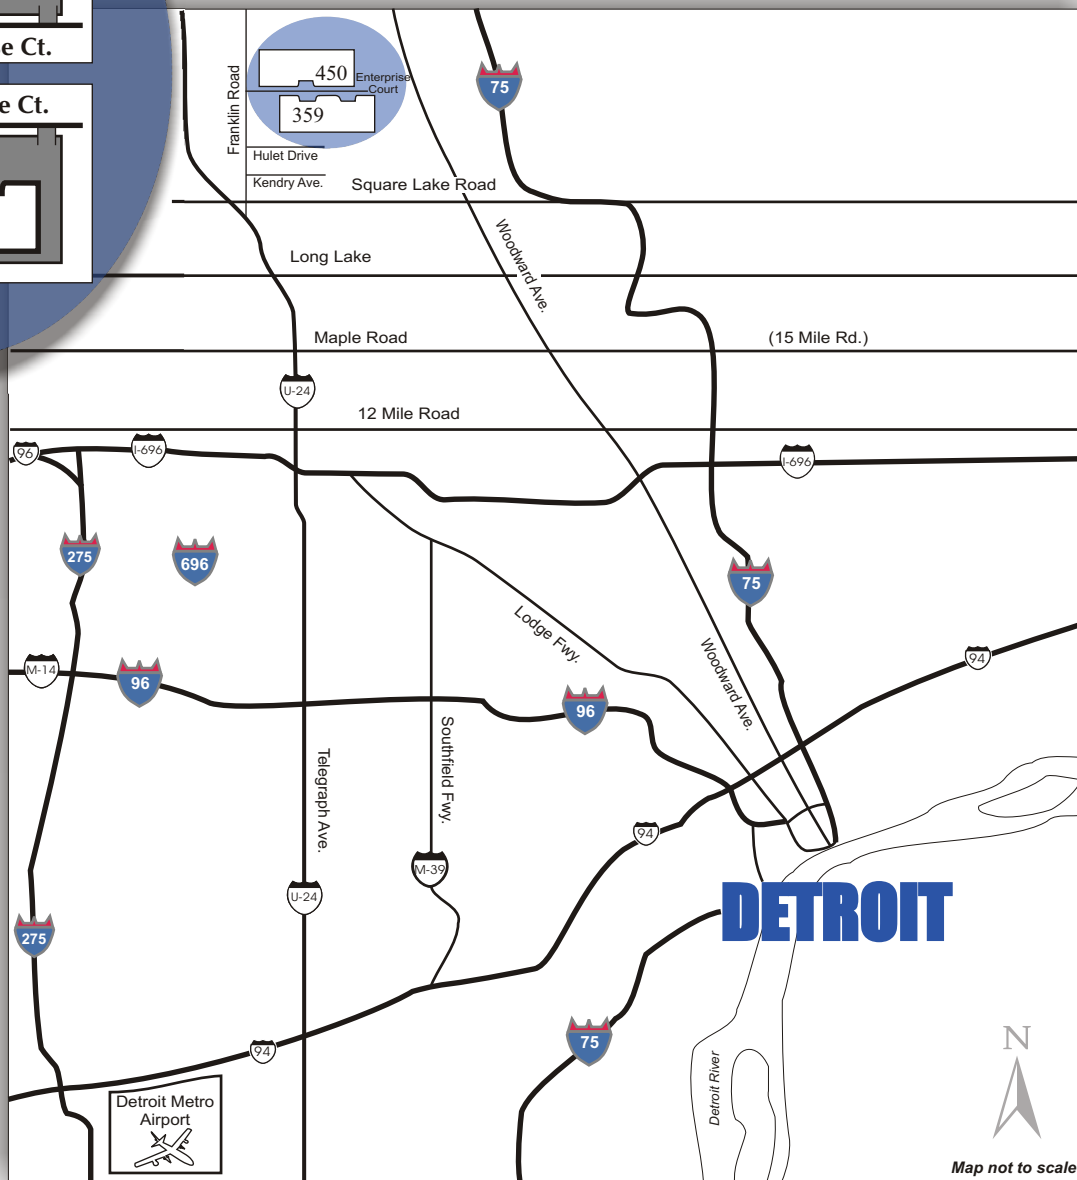 e Ct.
e Ct.
Franklin Road
450
Enterprise
Court
359
Hulet Drive
Kendry Ave.
75
Square Lake Road
Woodward Ave.
Long Lake
Maple Road
(15 Mile Rd.)
U-24
12 Mile Road
96
I-696
I-696
275
696
75
Lodge Fwy.
Woodward Ave.
94
M-14
96
96
Southfield Fwy.
Telegraph Ave.
94
M-39
U-24
DETROIT
275
75
94
N
Detroit River
Detroit Metro
Airport
Map not to scale